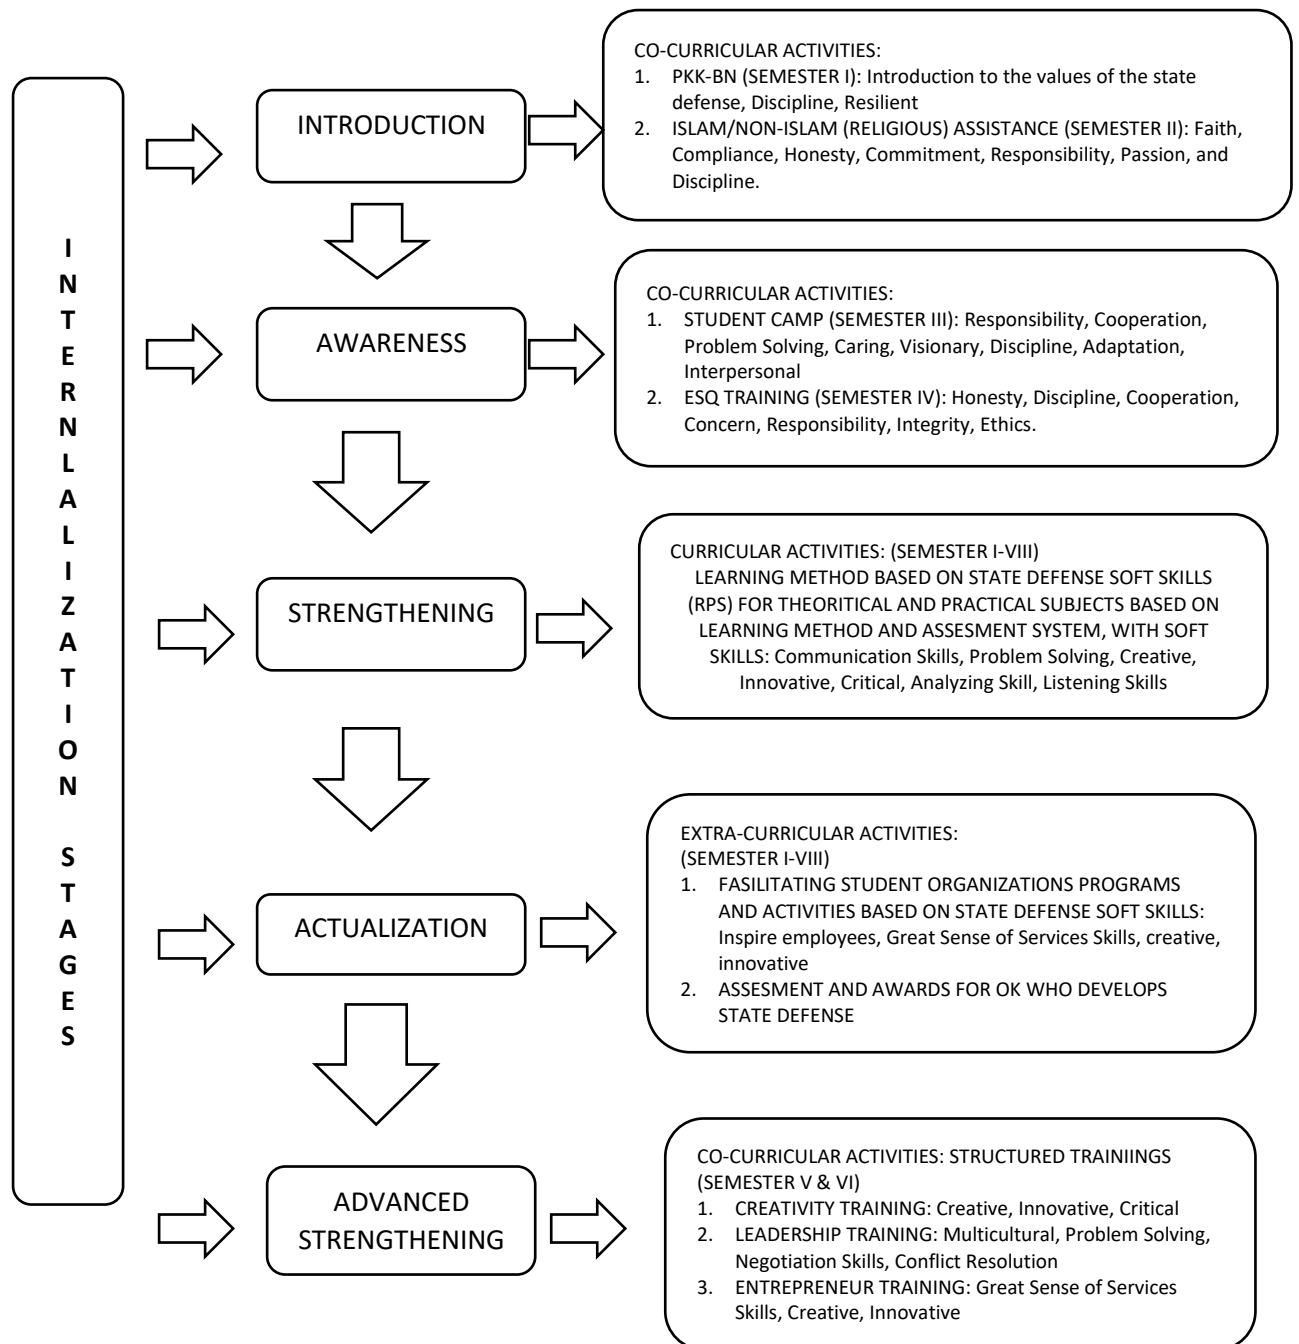 INTERNLALIZATION STAGES
INTRODUCTION
CO-CURRICULAR ACTIVITIES:
1. PKK-BN (SEMESTER I): Introduction to the values of the state
defense, Discipline, Resilient
2. ISLAM/NON-ISLAM (RELIGIOUS) ASSISTANCE (SEMESTER II): Faith,
Compliance, Honesty, Commitment, Responsibility, Passion, and
Discipline.
AWARENESS
CO-CURRICULAR ACTIVITIES:
1. STUDENT CAMP (SEMESTER III): Responsibility, Cooperation,
Problem Solving, Caring, Visionary, Discipline, Adaptation,
Interpersonal
2. ESQ TRAINING (SEMESTER IV): Honesty, Discipline, Cooperation,
Concern, Responsibility, Integrity, Ethics.
STRENGTHENING
CURRICULAR ACTIVITIES: (SEMESTER I-VIII)
LEARNING METHOD BASED ON STATE DEFENSE SOFT SKILLS
(RPS) FOR THEORITICAL AND PRACTICAL SUBJECTS BASED ON
LEARNING METHOD AND ASSESMENT SYSTEM, WITH SOFT
SKILLS: Communication Skills, Problem Solving, Creative,
Innovative, Critical, Analyzing Skill, Listening Skills
ACTUALIZATION
EXTRA-CURRICULAR ACTIVITIES:
(SEMESTER I-VIII)
1. FASILITATING STUDENT ORGANIZATIONS PROGRAMS
AND ACTIVITIES BASED ON STATE DEFENSE SOFT SKILLS:
Inspire employees, Great Sense of Services Skills, creative,
innovative
2. ASSESMENT AND AWARDS FOR OK WHO DEVELOPS
STATE DEFENSE
ADVANCED
STRENGTHENING
CO-CURRICULAR ACTIVITIES: STRUCTURED TRAINIINGS
(SEMESTER V & VI)
1. CREATIVITY TRAINING: Creative, Innovative, Critical
2. LEADERSHIP TRAINING: Multicultural, Problem Solving,
Negotiation Skills, Conflict Resolution
3. ENTREPRENEUR TRAINING: Great Sense of Services
Skills, Creative, Innovative